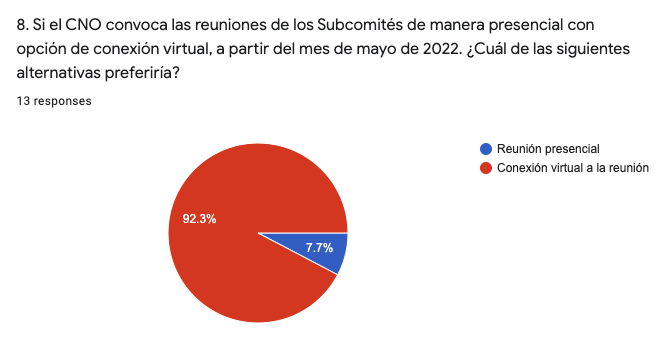 8. Si el CNO convoca las reuniones de los Subcomités de manera presencial con
opción de conexión virtual, a partir del mes de mayo de 2022. ¿Cuál de las siguientes
alternativas preferiría?
13 responses
Reunión presencial
Conexión virtual a la reunión
92.3%
7.7%